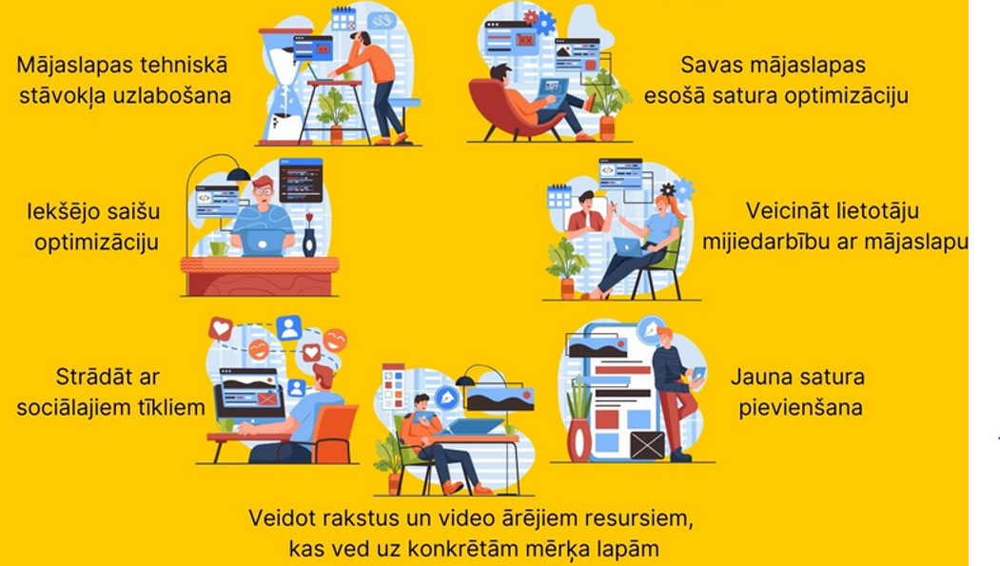 Mājaslapas tehniskā
stāvokļa uzlabošana
Savas mājaslapas
esošā satura optimizāciju
Iekšējo saišu
optimizāciju
Veicināt lietotāju
mijiedarbību ar mājaslapu
Strādāt ar
sociālajiem tīkliem
Jauna satura
pievienšana
Veidot rakstus un video ārējiem resursiem,
kas ved uz konkrētām mērķa lapām